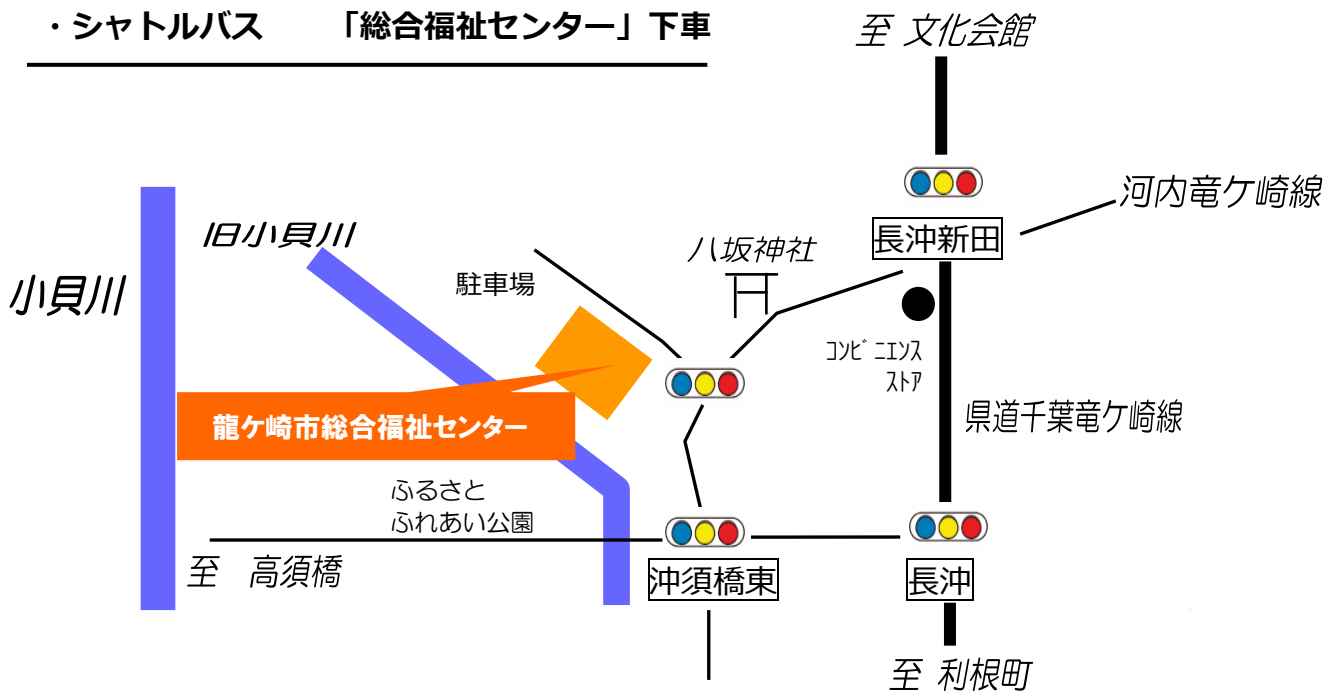 ・シャトルバス　　「総合福祉センター」下車
至 文化会館
河内竜ケ崎線
長沖新田
八坂神社
旧小貝川
小貝川
駐車場
コンビニエンス
ストア
県道千葉竜ケ崎線
龍ケ崎市総合福祉センター
ふるさと
ふれあい公園
至　高須橋
沖須橋東
長沖
至 利根町